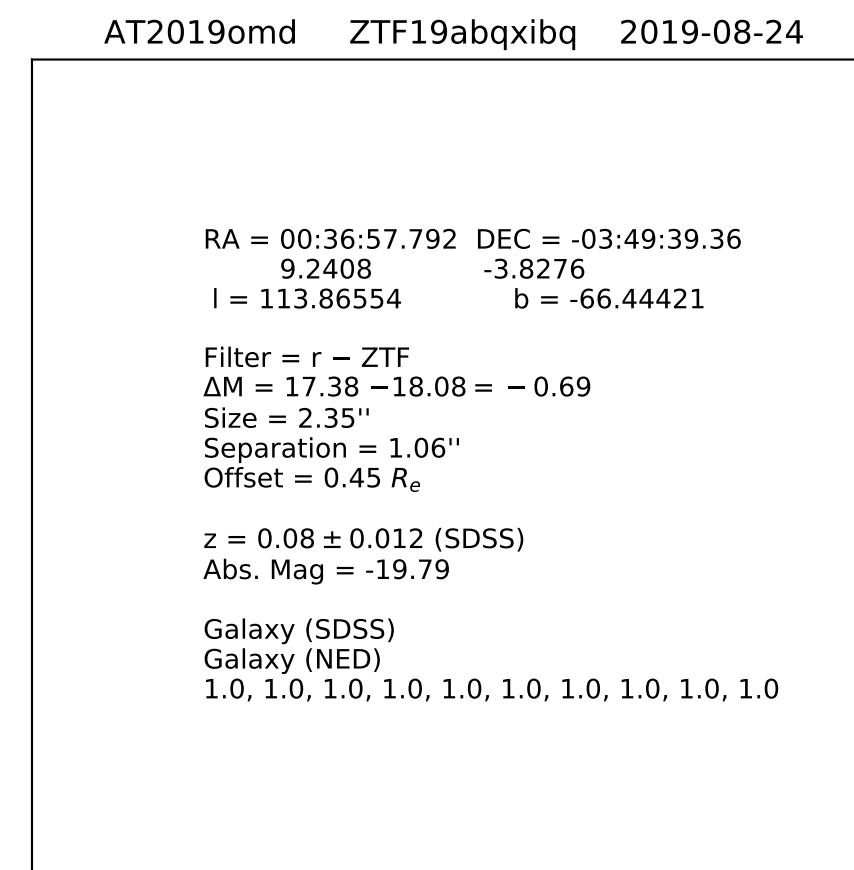 AT2019omd ZTF19abqxibq 2019-08-24
RA = 00:36:57.792 DEC = -03:49:39.36
9.2408 -3.8276
l = 113.86554 b = -66.44421
Filter = r − ZTF
ΔM = 17.38 −18.08 = − 0.69
Size = 2.35''
Separation = 1.06''
Offset = 0.45 Re
z = 0.08 ± 0.012 (SDSS)
Abs. Mag = -19.79
Galaxy (SDSS)
Galaxy (NED)
1.0, 1.0, 1.0, 1.0, 1.0, 1.0, 1.0, 1.0, 1.0, 1.0